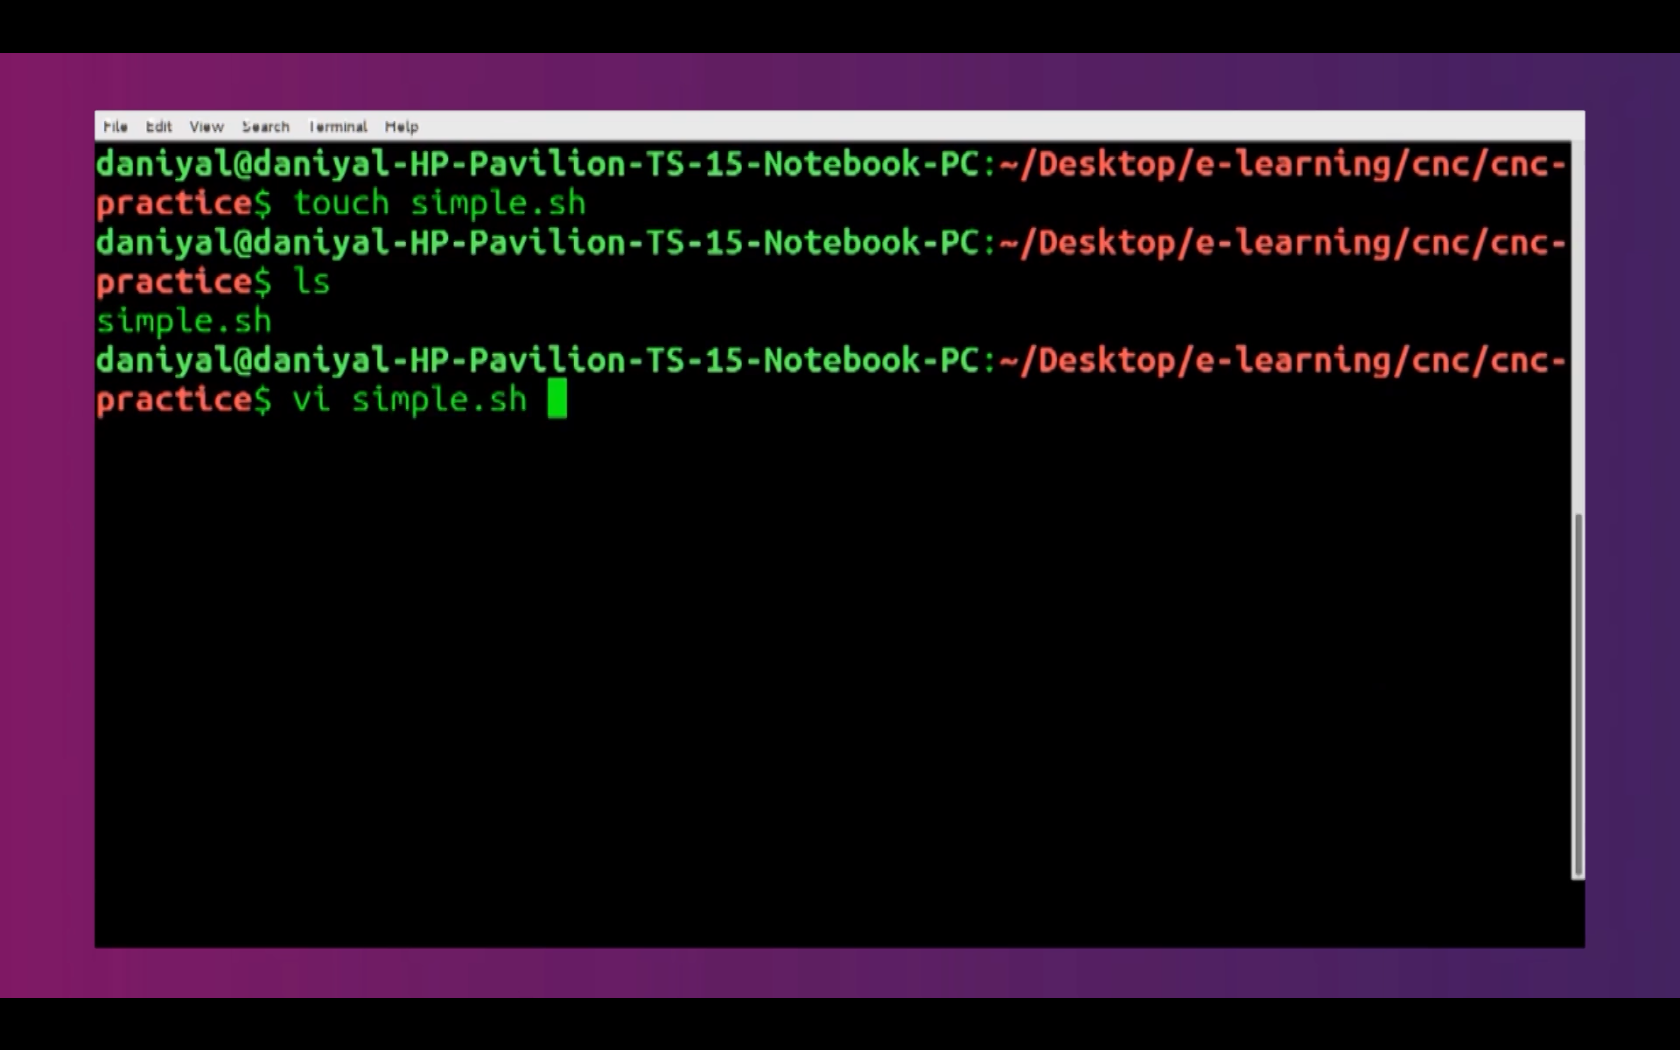 File Edit View Search Terminal Help
daniyal@daniyal-HP-Pavilion-TS-15-Notebook-PC:~/Desktop/e-learning/cnc/cnc-
practice$ touch simple.sh
daniyal@daniyal-HP-Pavilion-TS-15-Notebook-PC:~/Desktop/e-learning/cnc/cnc-
practice$ ls
simple.sh
daniyal@daniyal-HP-Pavilion-TS-15-Notebook-PC:~/Desktop/e-learning/cnc/cnc-
practice$ vi simple.sh